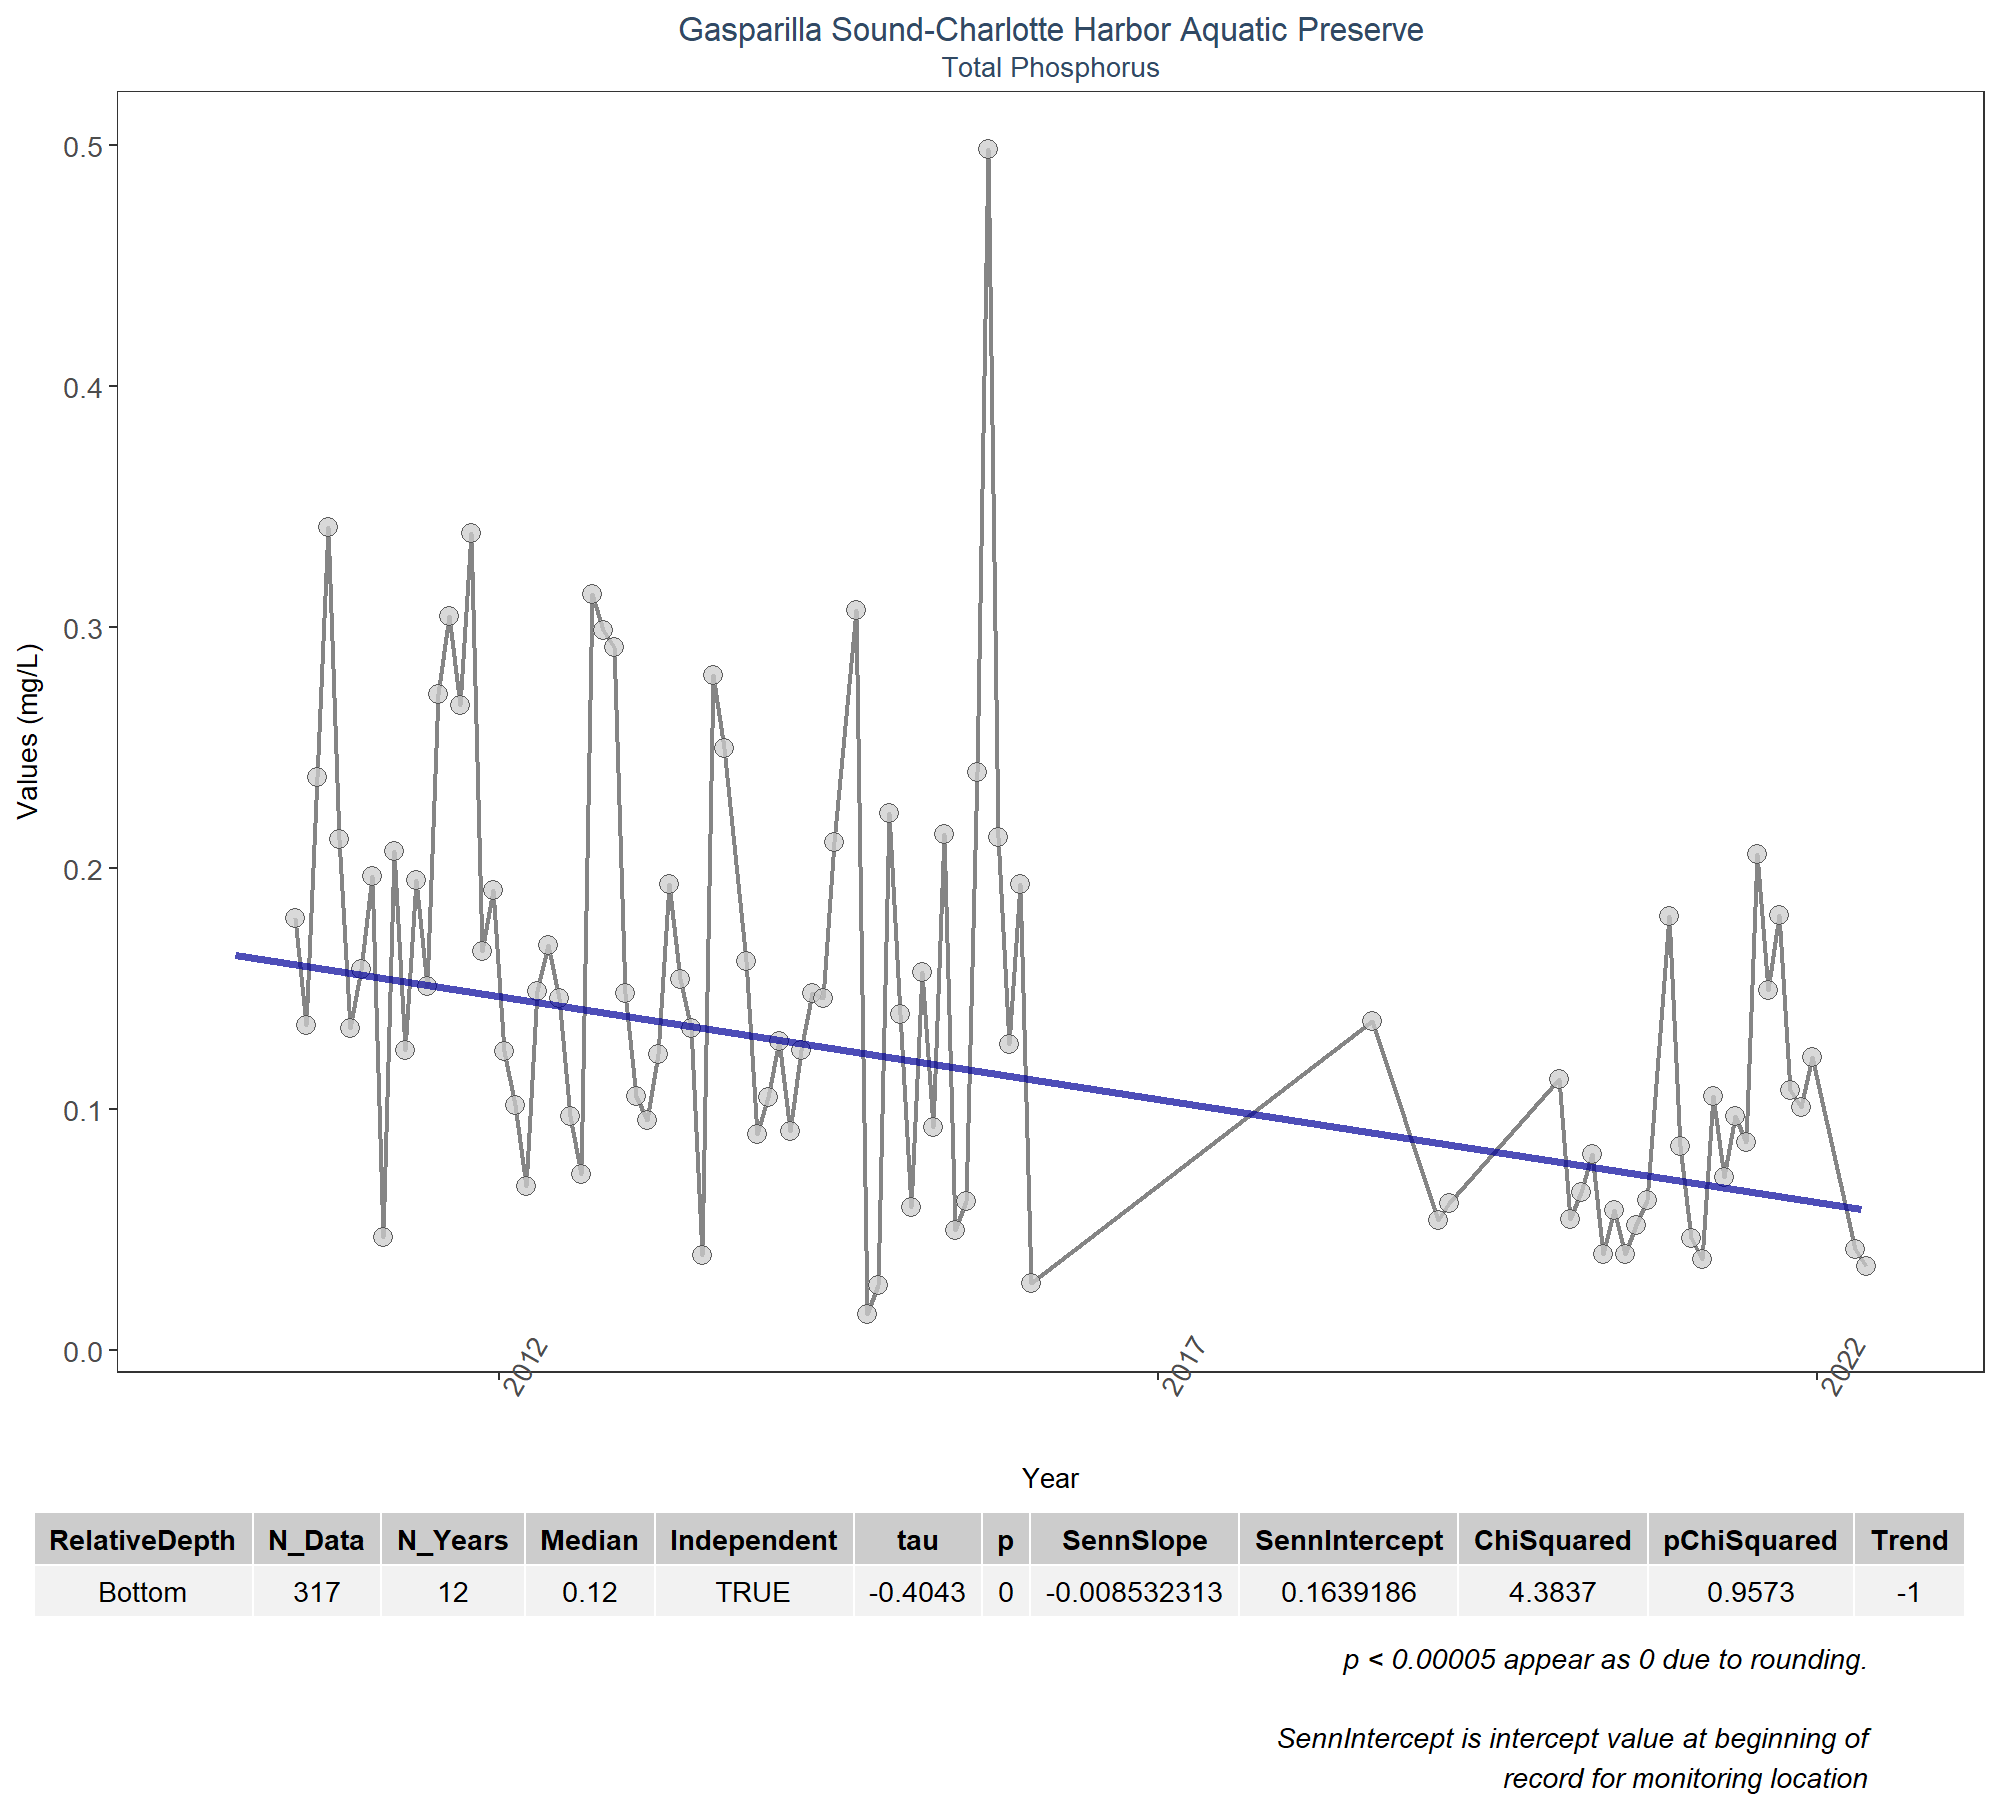 Gasparilla Sound-Charlotte Harbor Aquatic Preserve
Total Phosphorus
Values (mg/L)
0.5
0.4
0.3
0.2
0.1
0.0
2012
2017
2022
Year
RelativeDepth N_Data N_Years Median Independent tau p SennSlope SennIntercept ChiSquared pChiSquared Trend
Bottom 317 12 0.12 TRUE -0.4043 0 -0.008532313 0.1639186 4.3837 0.9573 -1
p < 0.00005 appear as 0 due to rounding.
SennIntercept is intercept value at beginning of
record for monitoring location